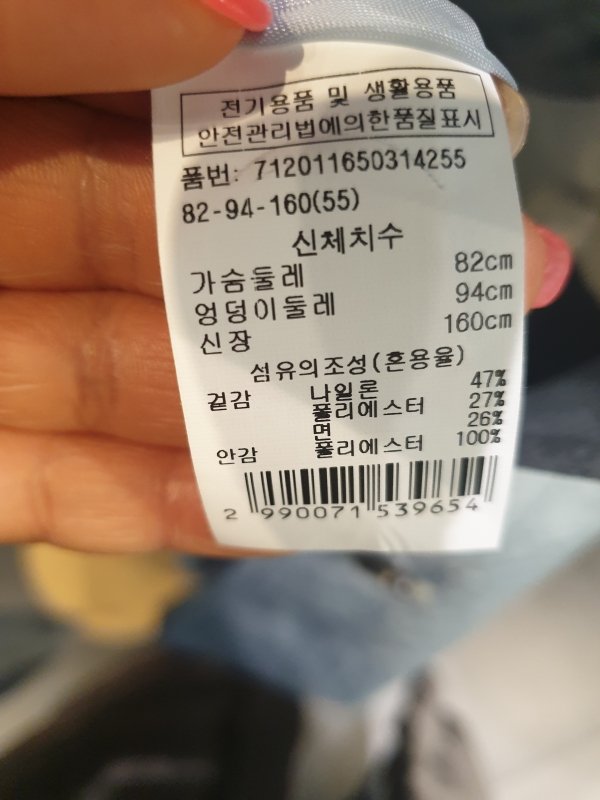 전기용품 및 생활용품
안전관리법에의한품질표시
품번: 712011650314255
82-94-160(55)
신체치수
가슴둘레 82cm
엉덩이둘레 94cm
신장 160cm
섬유의조성(혼용율)
겉감 나일론 47%
폴리에스터 27%
면 26%
안감 폴리에스터 100%
2 990071 539654